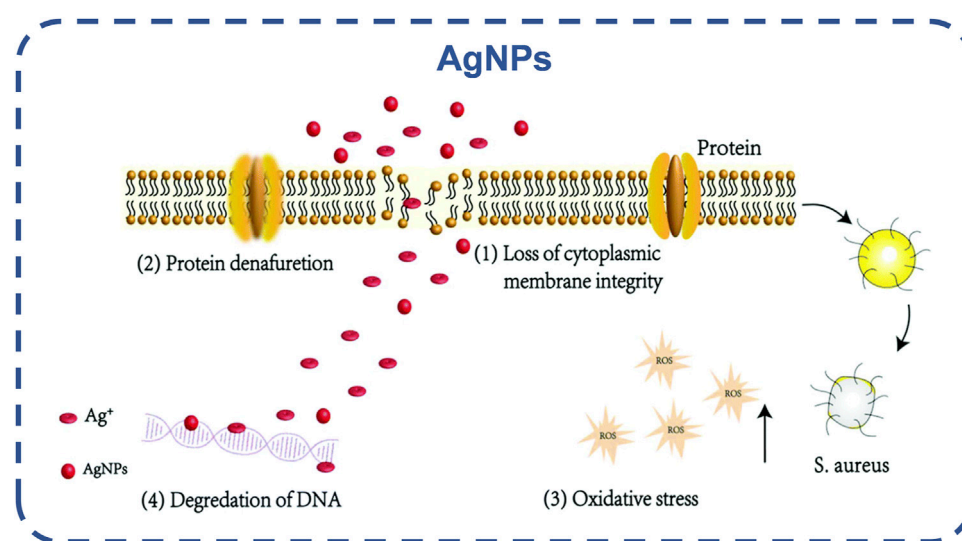 AgNPs
Protein
(2) Protein denafuretion
(1) Loss of cytoplasmic
membrane integrity
ROS
ROS
ROS
ROS
Ag⁺
AgNPs
(4) Degredation of DNA
(3) Oxidative stress
S. aureus